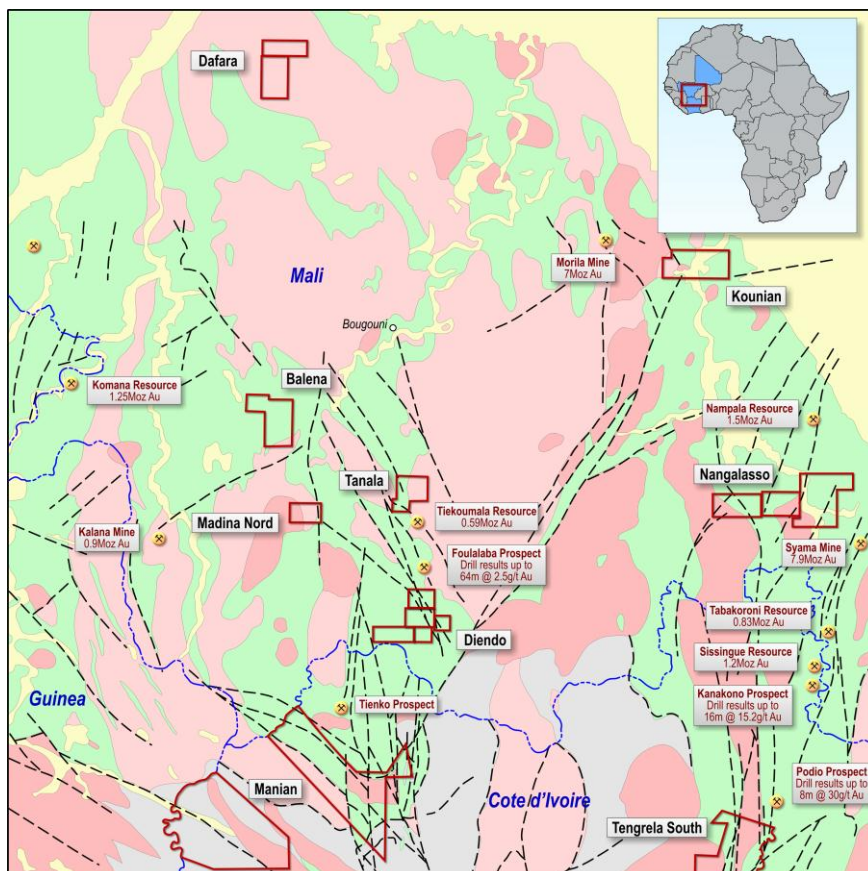 Dafara
Mali
Morila Mine
7Moz Au
Kounian
Bougouni
Komana Resource
1.25Moz Au
Balena
Nampala Resource
1.5Moz Au
Tanala
Nangalasso
Madina Nord
Tiekoumala Resource
0.59Moz Au
Kalana Mine
0.9Moz Au
Foulalaba Prospect
Drill results up to
64m @ 2.5g/t Au
Syama Mine
7.9Moz Au
Tabakoroni Resource
0.83Moz Au
Diendo
Sissingue Resource
1.2Moz Au
Guinea
Tienko Prospect
Kanakono Prospect
Drill results up to
16m @ 15.2g/t Au
Manian
Cote d'Ivoire
Podio Prospect
Drill results up to
8m @ 30g/t Au
Tengrela South